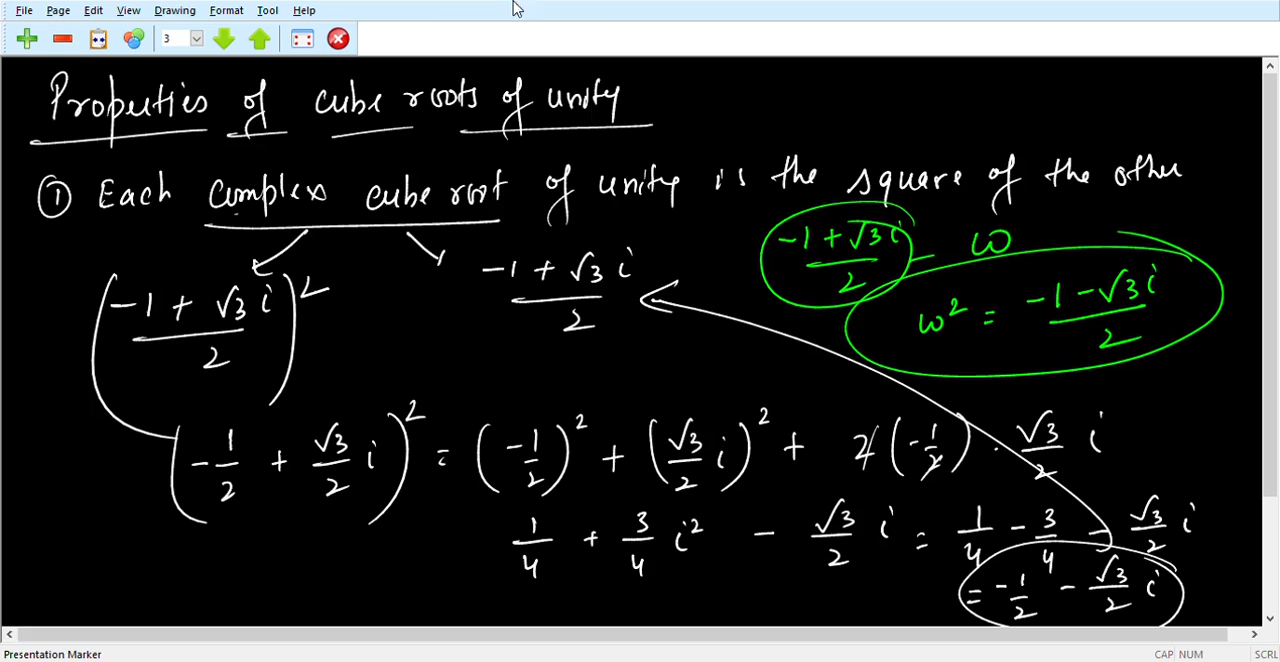 File Page Edit View Drawing Format Tool Help
3
Properties of cube roots of unity
① Each complex cube root of unity is the square of the other
(-1 + √3 i / 2)²
-1 + √3 i / 2
-1 + √3 i / 2 - ω
ω² = -1 - √3 i / 2
(-1/2 + √3/2 i)² = (-1/2)² + (√3/2 i)² + 2(-1/2) · √3/2 i
1/4 + 3/4 i² - √3/2 i = 1/4 - 3/4 - √3/2 i
= -1/2 - √3/2 i
Presentation Marker CAP NUM SCRL